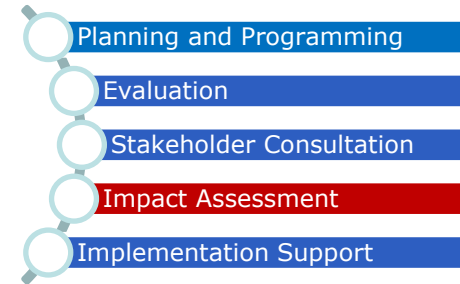 Planning and Programming
Evaluation
Stakeholder Consultation
Impact Assessment
Implementation Support